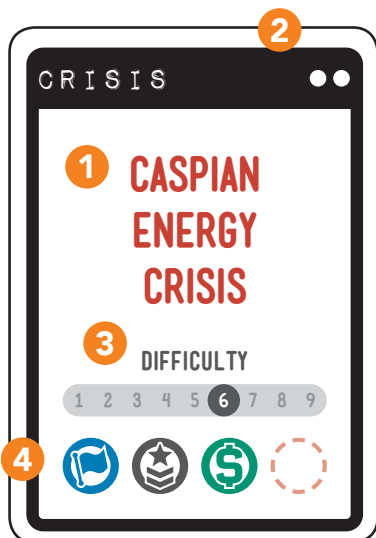 2
CRISIS
1
CASPIAN
ENERGY
CRISIS
3
DIFFICULTY
1 2 3 4 5 6 7 8 9
4
$